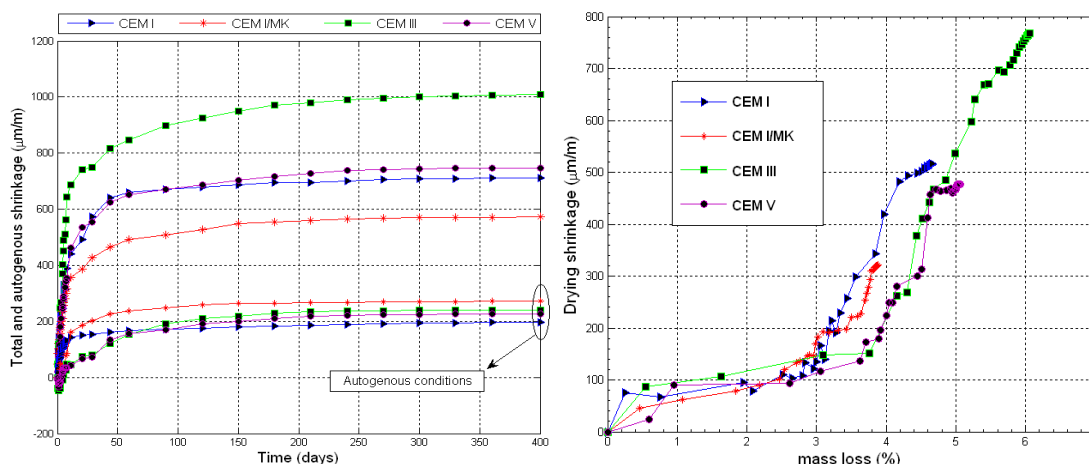 CEM I CEM I/MK CEM III CEM V
1200
1000
800
600
400
200
0
-200
Total and autogenous shrinkage (μm/m)
0 50 100 150 200 250 300 350 400
Time (days)
Autogenous conditions
800
700
600
500
400
300
200
100
0
Drying shrinkage (μm/m)
CEM I
CEM I/MK
CEM III
CEM V
0 1 2 3 4 5 6
mass loss (%)